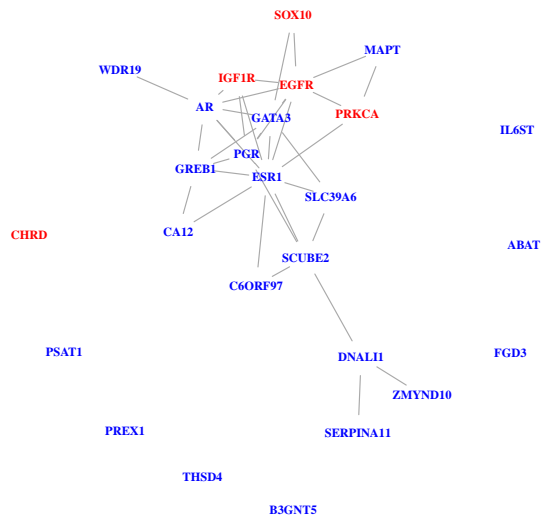 SOX10
MAPT
WDR19
IGF1R
EGFR
AR
GATA3
PRKCA
IL6ST
PGR
GREB1
ESR1
SLC39A6
CHRD
CA12
ABAT
SCUBE2
C6ORF97
PSAT1
DNALI1
FGD3
ZMYND10
PREX1
SERPINA11
THSD4
B3GNT5